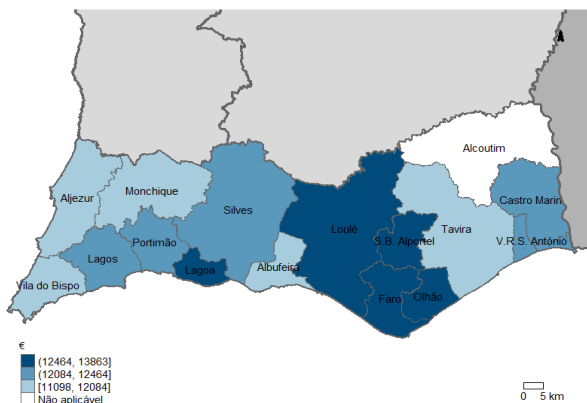 Alcoutim
Aljezur
Monchique
Castro Marim
Silves
Loulé
S.B. Alportel
Tavira
V.R.S. António
Portimão
Lagos
Lagoa
Albufeira
Vila do Bispo
Faro
Olhão
€
(12464, 13863]
(12084, 12464]
[11098, 12084]
Não aplicável
0 5 km